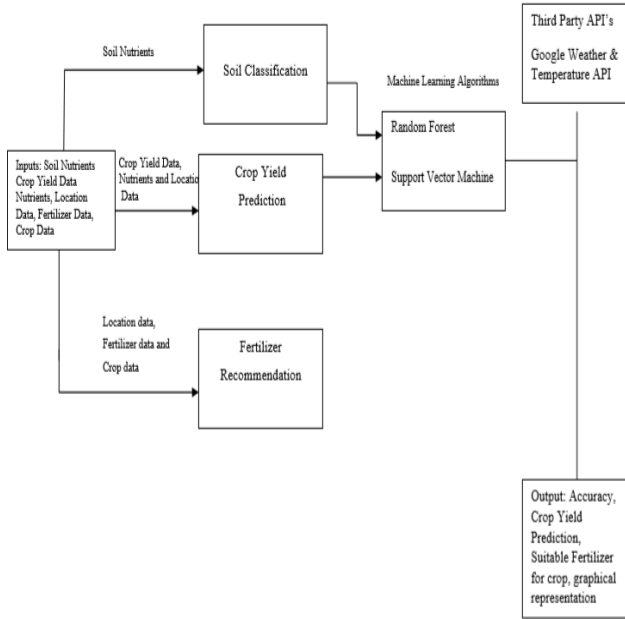 Third Party API's
Google Weather &
Temperature API
Soil Nutrients
Soil Classification
Machine Learning Algorithms
Random Forest
Support Vector Machine
Inputs: Soil Nutrients
Crop Yield Data
Nutrients, Location
Data, Fertilizer Data,
Crop Data
Crop Yield Data,
Nutrients and Locatio
Data
Crop Yield
Prediction
Location data,
Fertilizer data and
Crop data
Fertilizer
Recommendation
Output: Accuracy,
Crop Yield
Prediction,
Suitable Fertilizer
for crop, graphical
representation